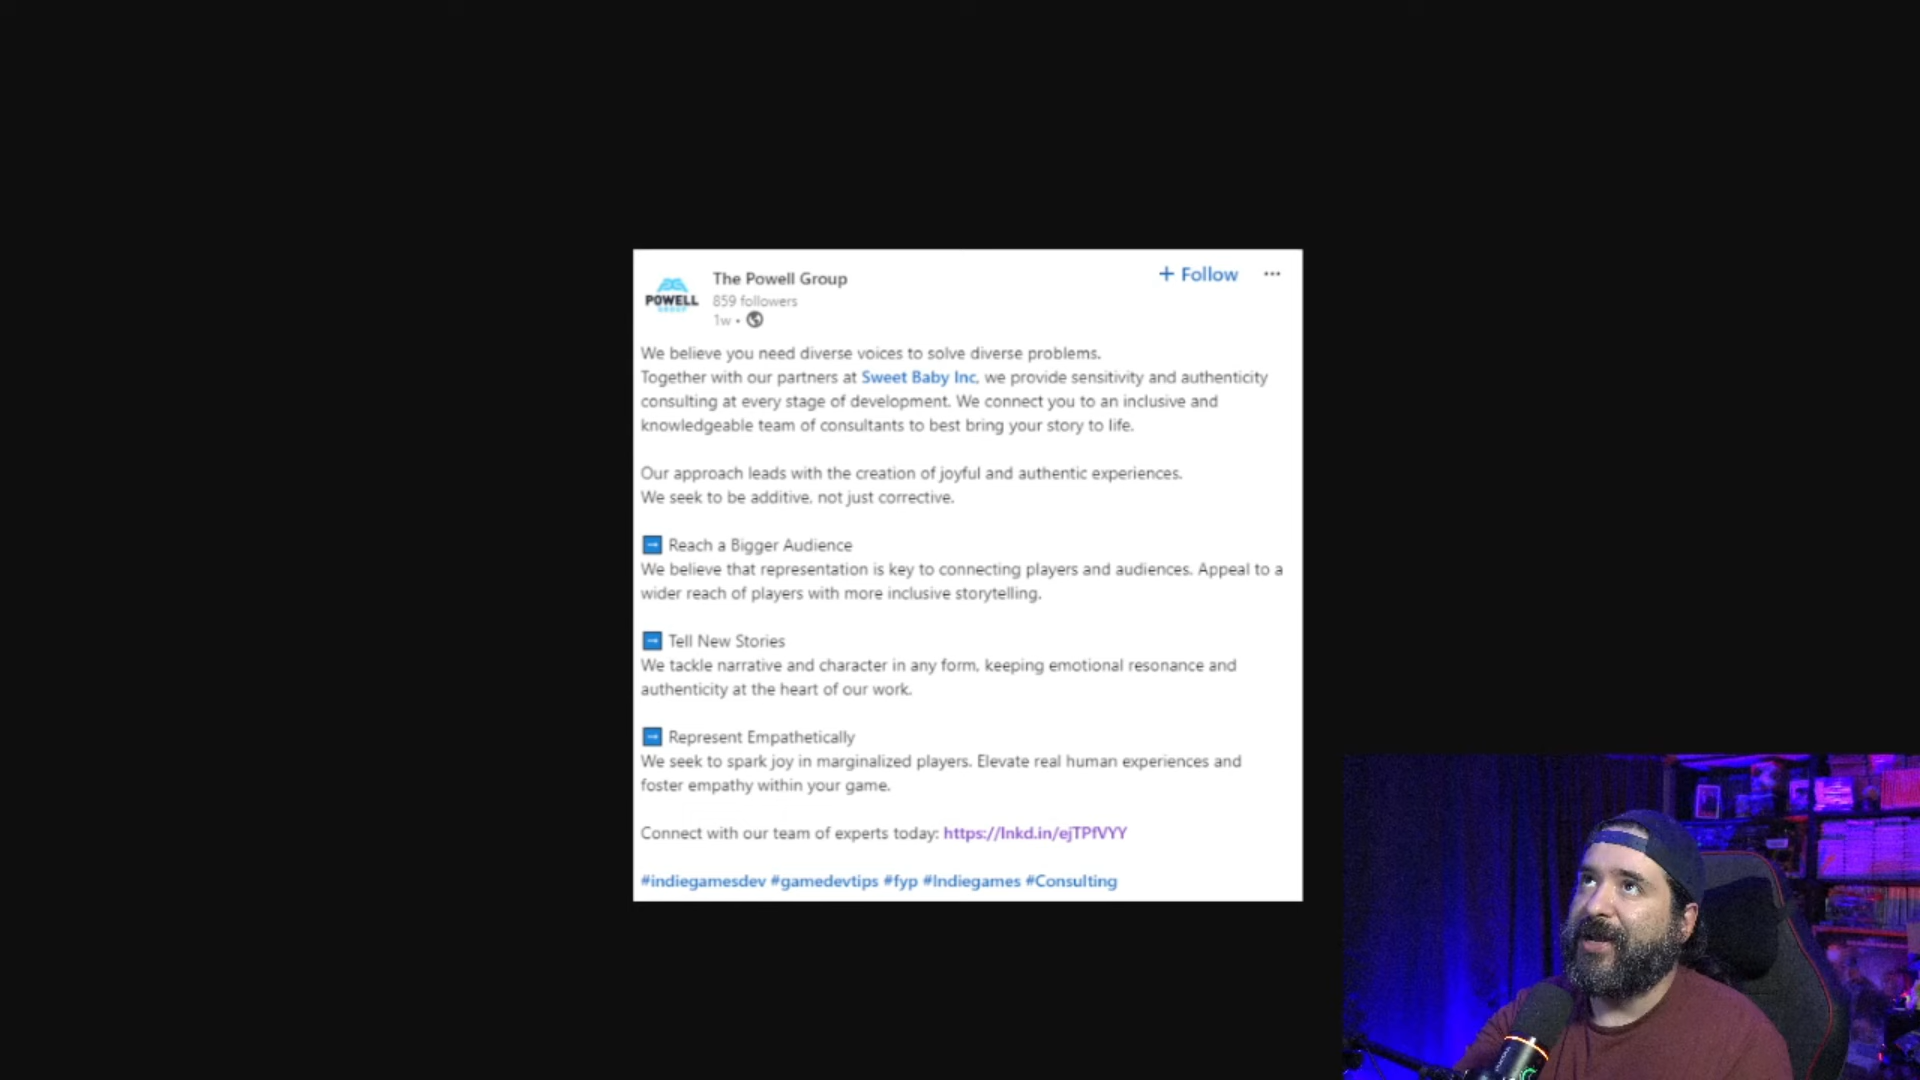 The Powell Group
+ Follow
POWELL
GROUP
859 followers
1w •
We believe you need diverse voices to solve diverse problems.
Together with our partners at Sweet Baby Inc, we provide sensitivity and authenticity
consulting at every stage of development. We connect you to an inclusive and
knowledgeable team of consultants to best bring your story to life.
Our approach leads with the creation of joyful and authentic experiences.
We seek to be additive, not just corrective.
Reach a Bigger Audience
We believe that representation is key to connecting players and audiences. Appeal to a
wider reach of players with more inclusive storytelling.
Tell New Stories
We tackle narrative and character in any form, keeping emotional resonance and
authenticity at the heart of our work.
Represent Empathetically
We seek to spark joy in marginalized players. Elevate real human experiences and
foster empathy within your game.
Connect with our team of experts today: https://lnkd.in/ejTPfVYY
#indiegamesdev #gamedevtips #fyp #Indiegames #Consulting